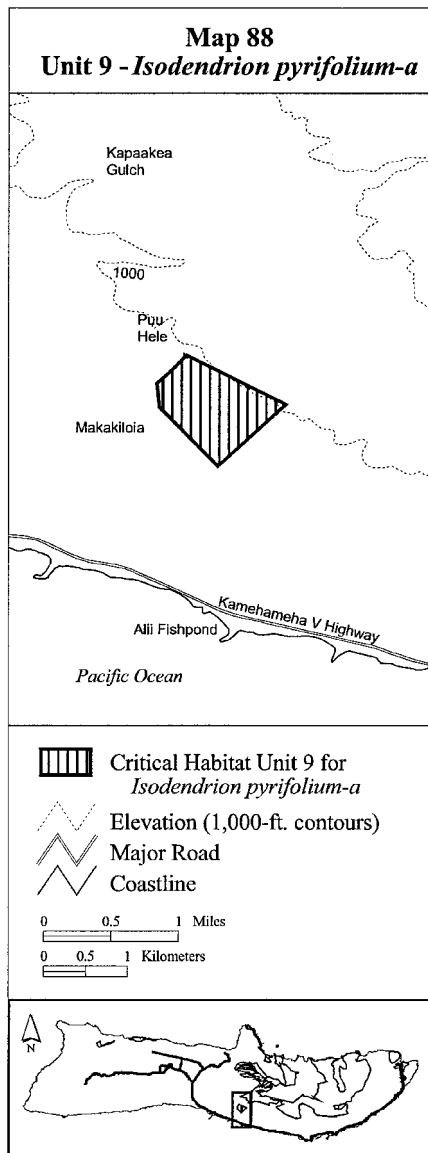 Map 88
Unit 9 - Isodendrion pyrifolium-a
Kapaakea
Gulch
1000
Puu
Hele
Makakiloia
Kamehameha V Highway
Alii Fishpond
Pacific Ocean
Critical Habitat Unit 9 for
Isodendrion pyrifolium-a
Elevation (1,000-ft. contours)
Major Road
Coastline
0 0.5 1 Miles
0 0.5 1 Kilometers
N